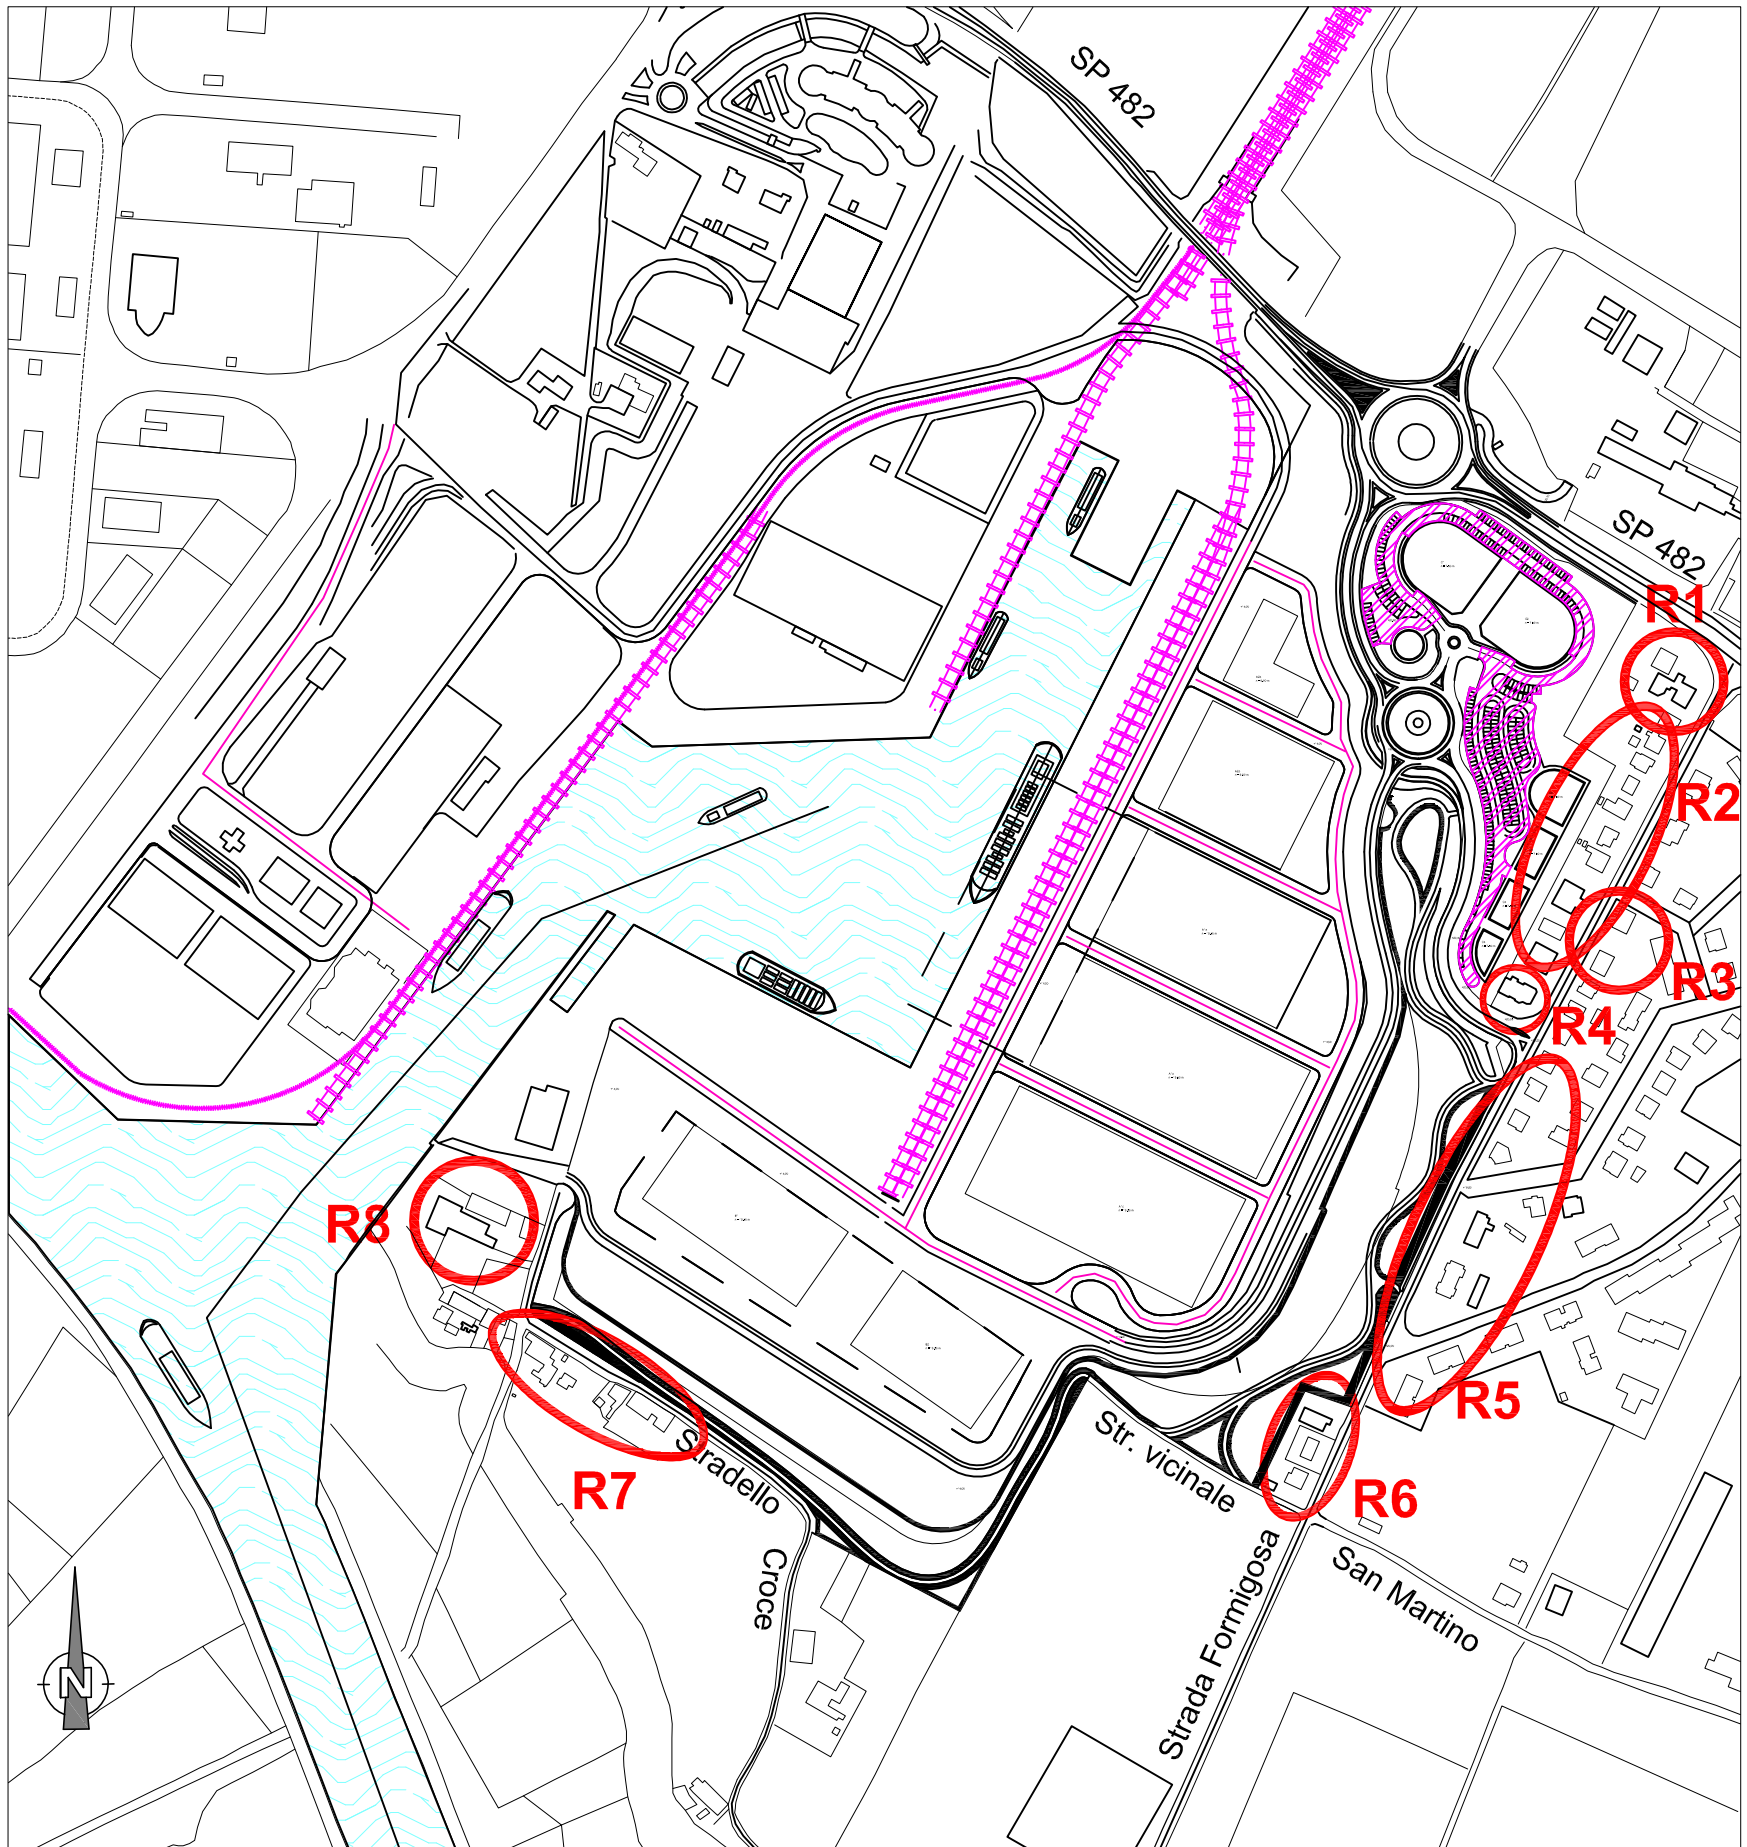 SP 482
SP 482
R1
R2
R3
R4
R8
R5
Str. vicinale
Stradello
R7
R6
Croce
Strada Formigosa
San Martino
N